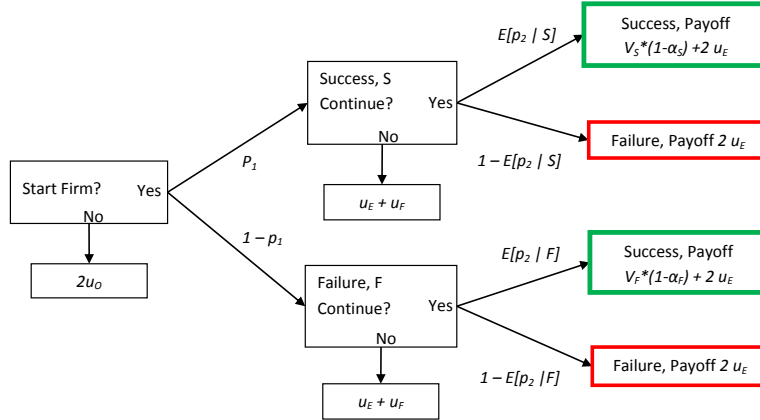 Start Firm?
Yes
No
2u_O
P_1
1 – p_1
Success, S
Continue?
Yes
No
u_E + u_F
E[p_2 | S]
1 – E[p_2 | S]
Success, Payoff
V_S*(1-α_S) +2 u_E
Failure, Payoff 2 u_E
Failure, F
Continue?
Yes
No
u_E + u_F
E[p_2 | F]
1 – E[p_2 |F]
Success, Payoff
V_F*(1-α_F) + 2 u_E
Failure, Payoff 2 u_E